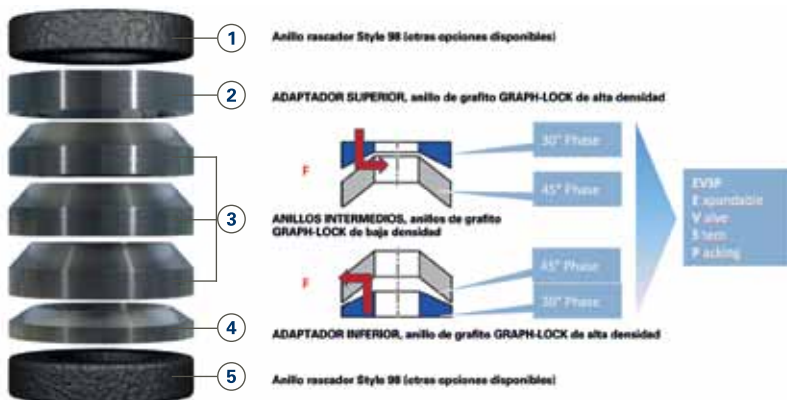 1
Anillo rascador Style 98 (otras opciones disponibles)
2
ADAPTADOR SUPERIOR, anillo de grafito GRAPH-LOCK de alta densidad
30° Phase
F
45° Phase
3
ANILLOS INTERMEDIOS, anillos de grafito
GRAPH-LOCK de baja densidad
EVSP
E xpandable
V alve
S tem
P acking
45° Phase
F
30° Phase
4
ADAPTADOR INFERIOR, anillo de grafito GRAPH-LOCK de alta densidad
5
Anillo rascador Style 98 (otras opciones disponibles)